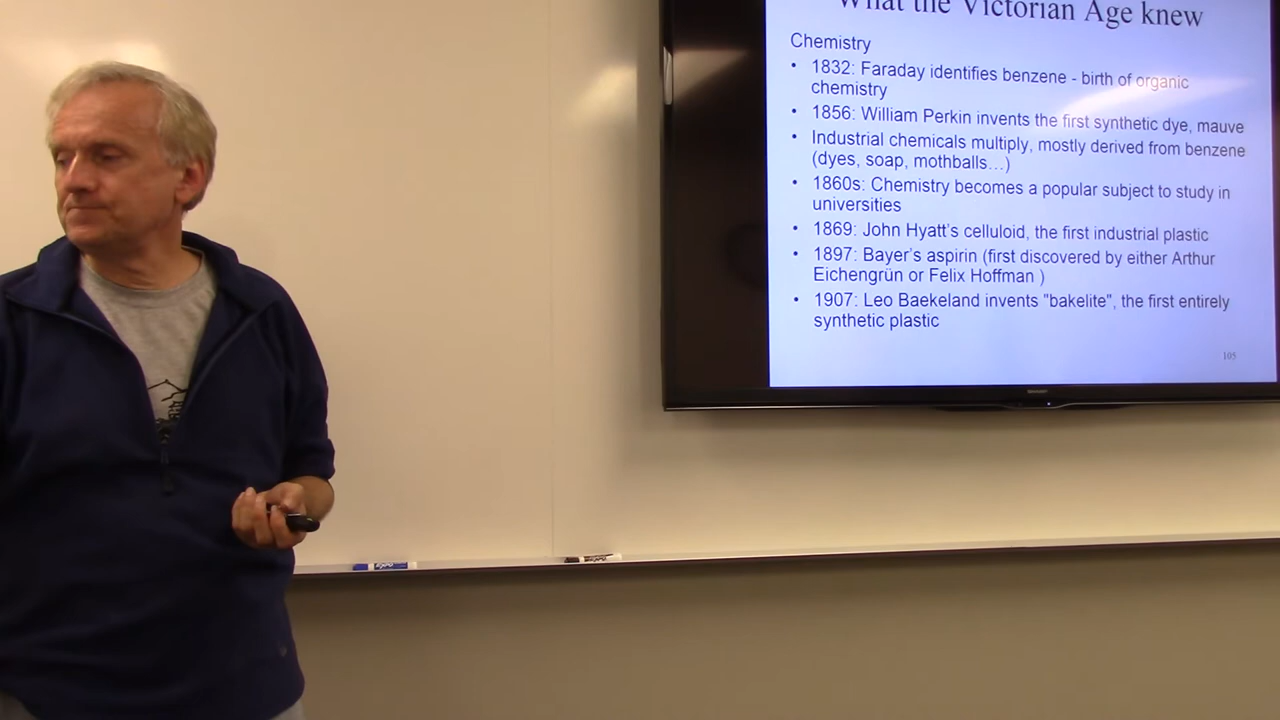 What the Victorian Age knew
Chemistry
• 1832: Faraday identifies benzene - birth of organic
chemistry
• 1856: William Perkin invents the first synthetic dye, mauve
• Industrial chemicals multiply, mostly derived from benzene
(dyes, soap, mothballs…)
• 1860s: Chemistry becomes a popular subject to study in
universities
• 1869: John Hyatt's celluloid, the first industrial plastic
• 1897: Bayer's aspirin (first discovered by either Arthur
Eichengrün or Felix Hoffman )
• 1907: Leo Baekeland invents "bakelite", the first entirely
synthetic plastic
105
SHARP
EXPO